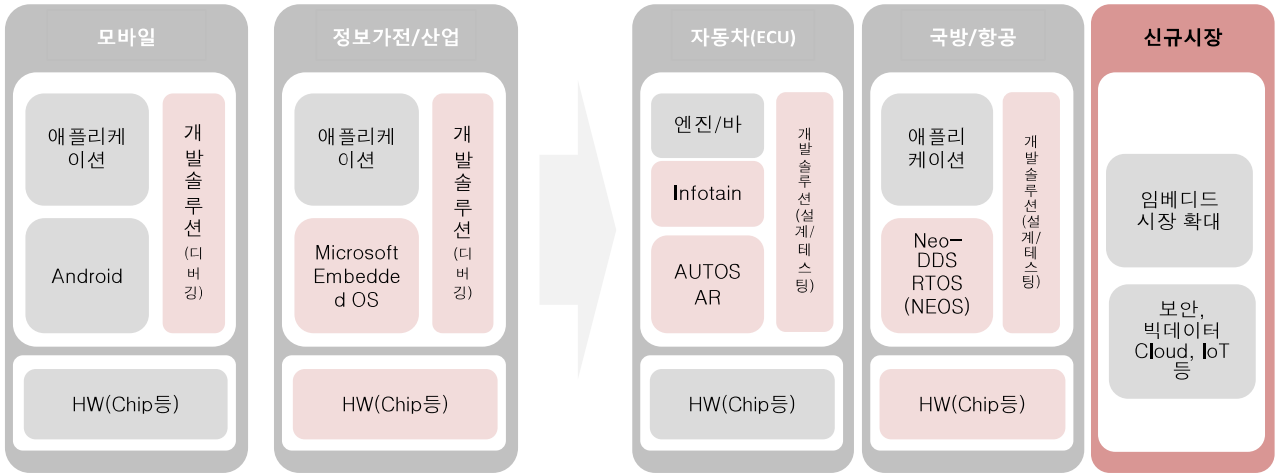 모바일
애플리케
이션
Android
개발솔루션(디버깅)
HW(Chip등)
정보가전/산업
애플리케
이션
Microsoft
Embedde
d OS
개발솔루션(디버깅)
HW(Chip등)
자동차(ECU)
엔진/바
Infotain
AUTOS
AR
개발솔루션(설계/테스팅)
HW(Chip등)
국방/항공
애플리
케이션
Neo-
DDS
RTOS
(NEOS)
개발솔루션(설계/테스팅)
HW(Chip등)
신규시장
임베디드
시장 확대
보안,
빅데이터
Cloud, IoT
등